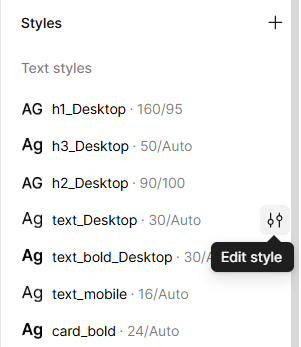 Styles
Text styles
AG h1_Desktop · 160/95
Ag h3_Desktop · 50/Auto
AG h2_Desktop · 90/100
Ag text_Desktop · 30/Auto
Ag text_bold_Desktop · 30/
Edit style
Ag text_mobile · 16/Auto
Ag card_bold · 24/Auto